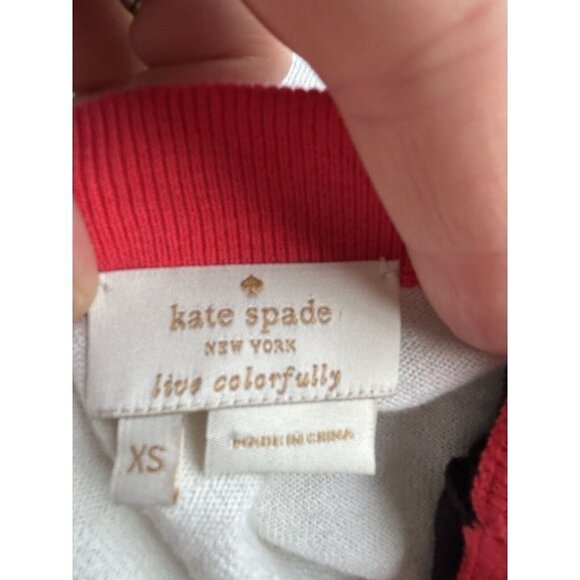 kate spade
NEW YORK
live colorfully
XS
MADE IN CHINA